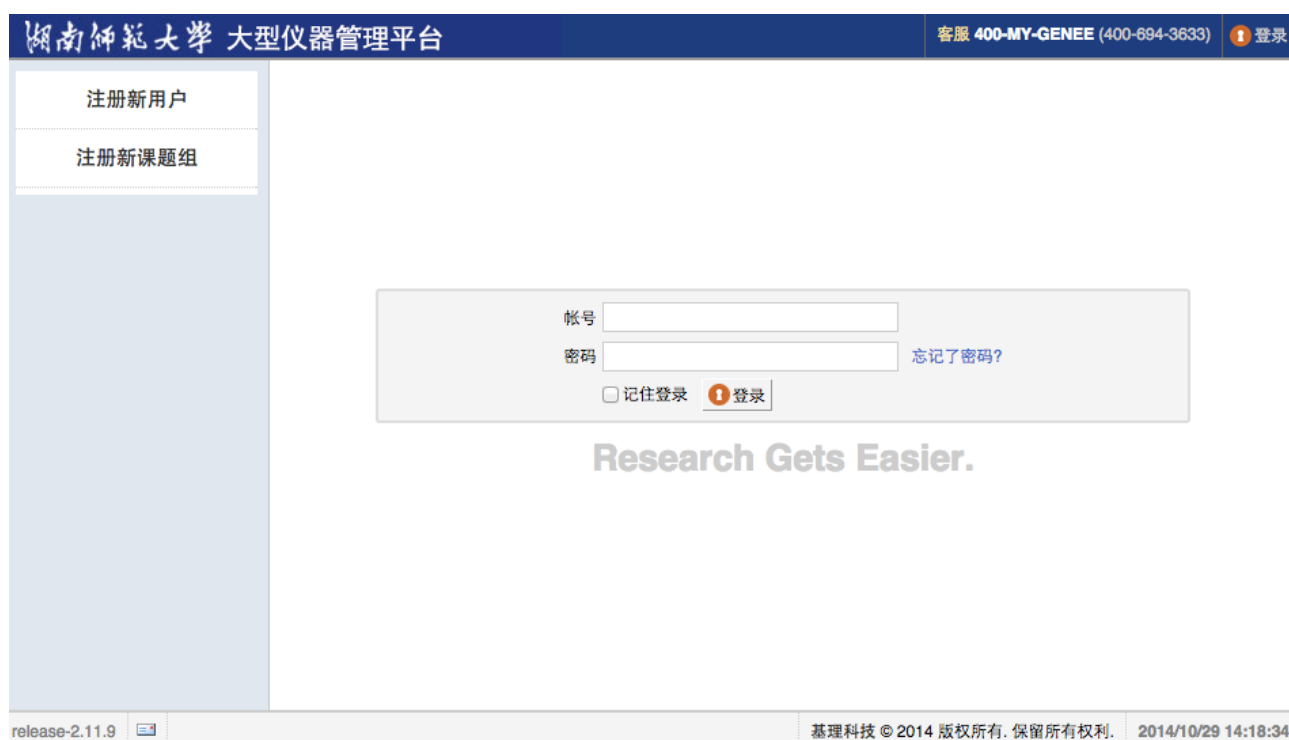 湖南师范大学 大型仪器管理平台
客服 400-MY-GENEE (400-694-3633) 登录
注册新用户
注册新课题组
帐号
密码 忘记了密码?
记住登录 登录
Research Gets Easier.
release-2.11.9 基理科技 © 2014 版权所有. 保留所有权利. 2014/10/29 14:18:34